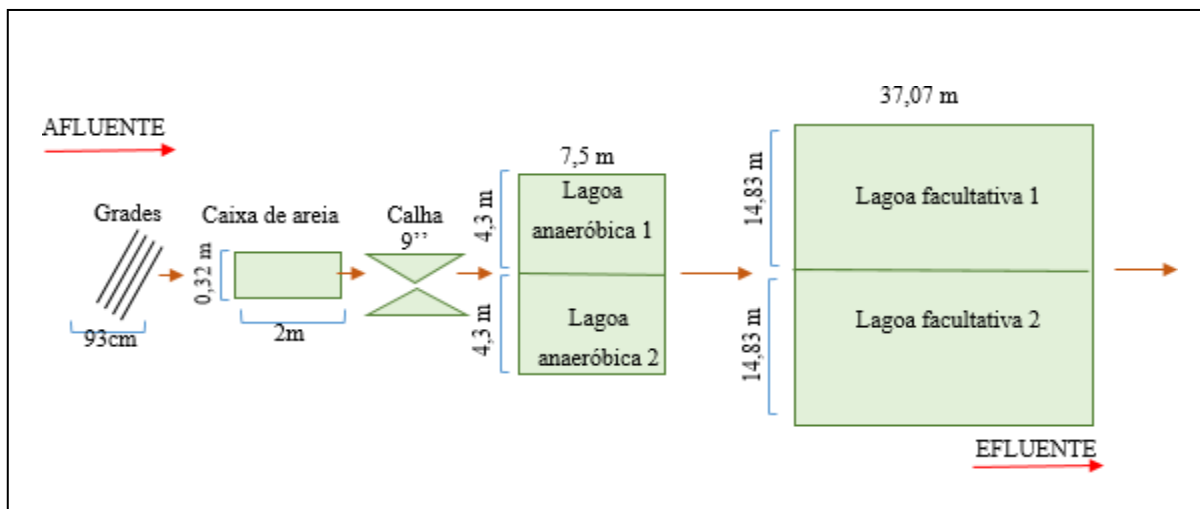 AFLUENTE
Grades
93cm
Caixa de areia
0,32 m
2m
Calha
9’’
7,5 m
4,3 m
Lagoa
anaeróbica 1
4,3 m
Lagoa
anaeróbica 2
37,07 m
14,83 m
Lagoa facultativa 1
14,83 m
Lagoa facultativa 2
EFLUENTE